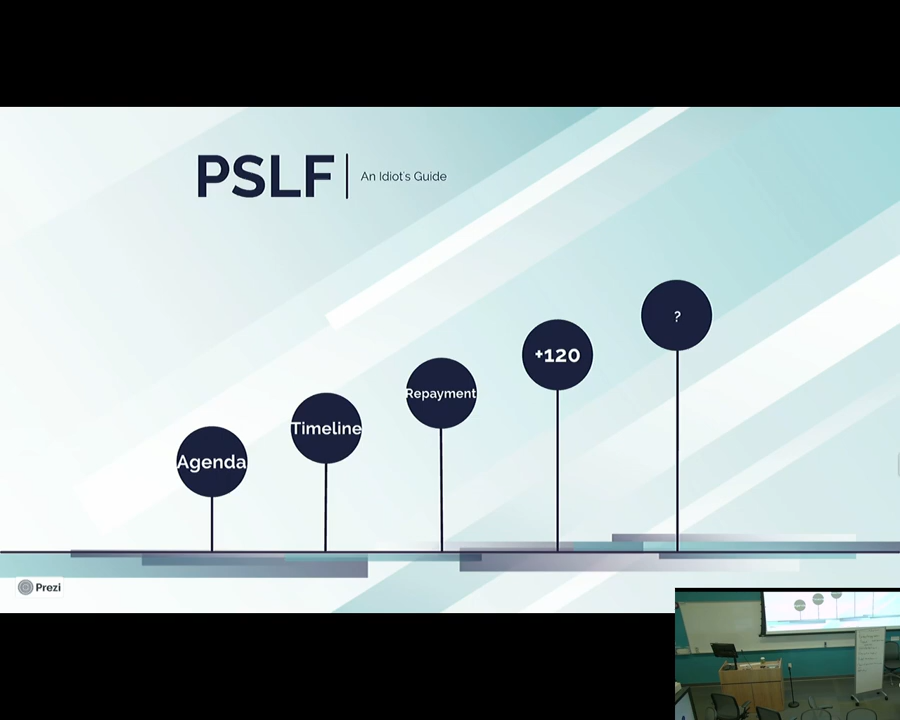 PSLF
An Idiot's Guide
?
+120
Repayment
Timeline
Agenda
Prezi